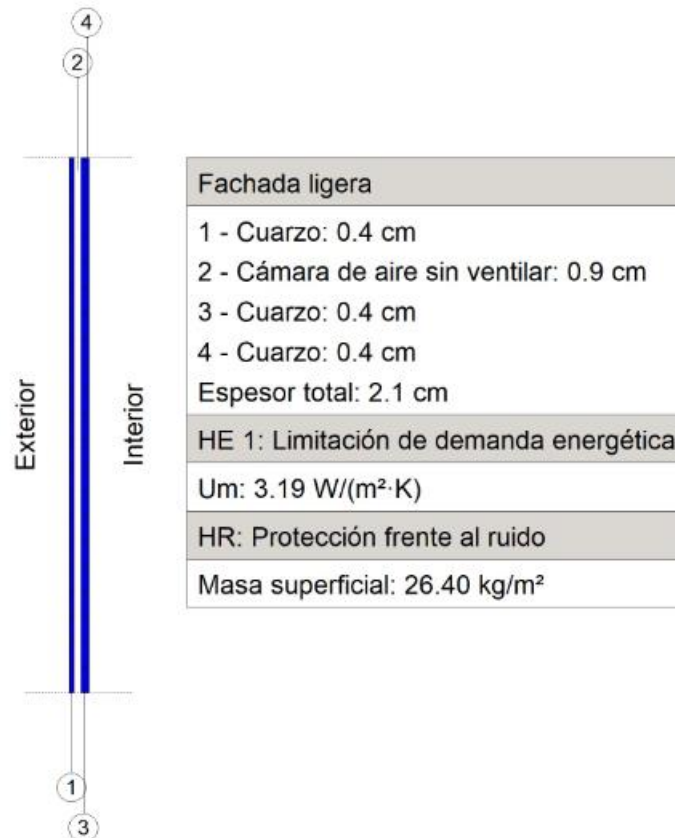 4
2
Fachada ligera
1 - Cuarzo: 0.4 cm
2 - Cámara de aire sin ventilar: 0.9 cm
3 - Cuarzo: 0.4 cm
4 - Cuarzo: 0.4 cm
Espesor total: 2.1 cm
Exterior
Interior
HE 1: Limitación de demanda energética
Um: 3.19 W/(m²·K)
HR: Protección frente al ruido
Masa superficial: 26.40 kg/m²
1
3